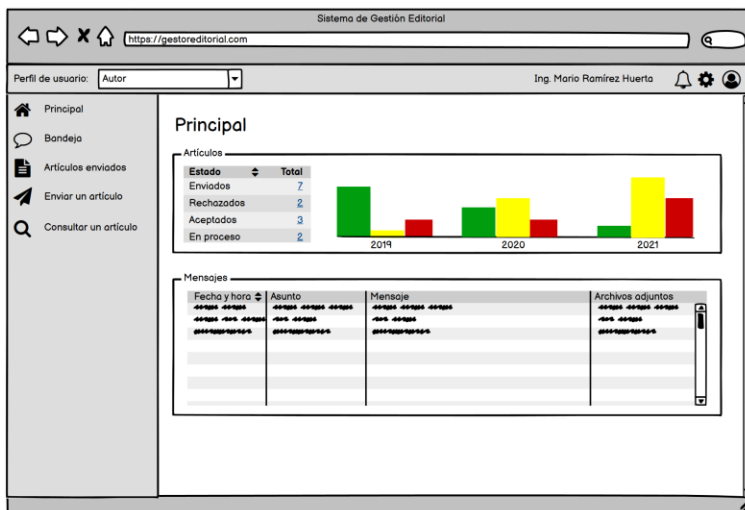 Sistema de Gestión Editorial
https://gestoreditorial.com
Perfil de usuario: Autor
Ing. Mario Ramírez Huerta
Principal
Bandeja
Artículos enviados
Enviar un artículo
Consultar un artículo
Principal
Artículos
Estado Total
Enviados 7
Rechazados 2
Aceptados 3
En proceso 2
2019 2020 2021
Mensajes
Fecha y hora Asunto Mensaje Archivos adjuntos